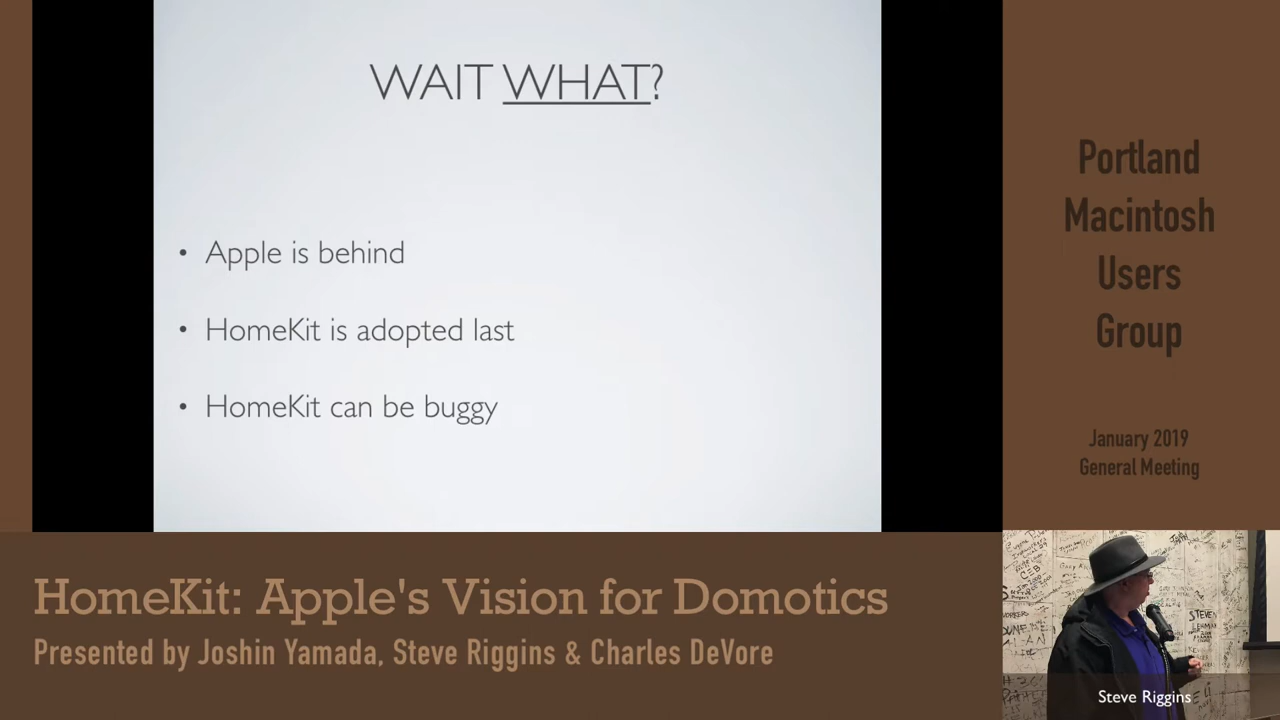 WAIT WHAT?
• Apple is behind
• HomeKit is adopted last
• HomeKit can be buggy
Portland
Macintosh
Users
Group
January 2019
General Meeting
HomeKit: Apple's Vision for Domotics
Presented by Joshin Yamada, Steve Riggins & Charles DeVore
STEVEN
Steve Riggins